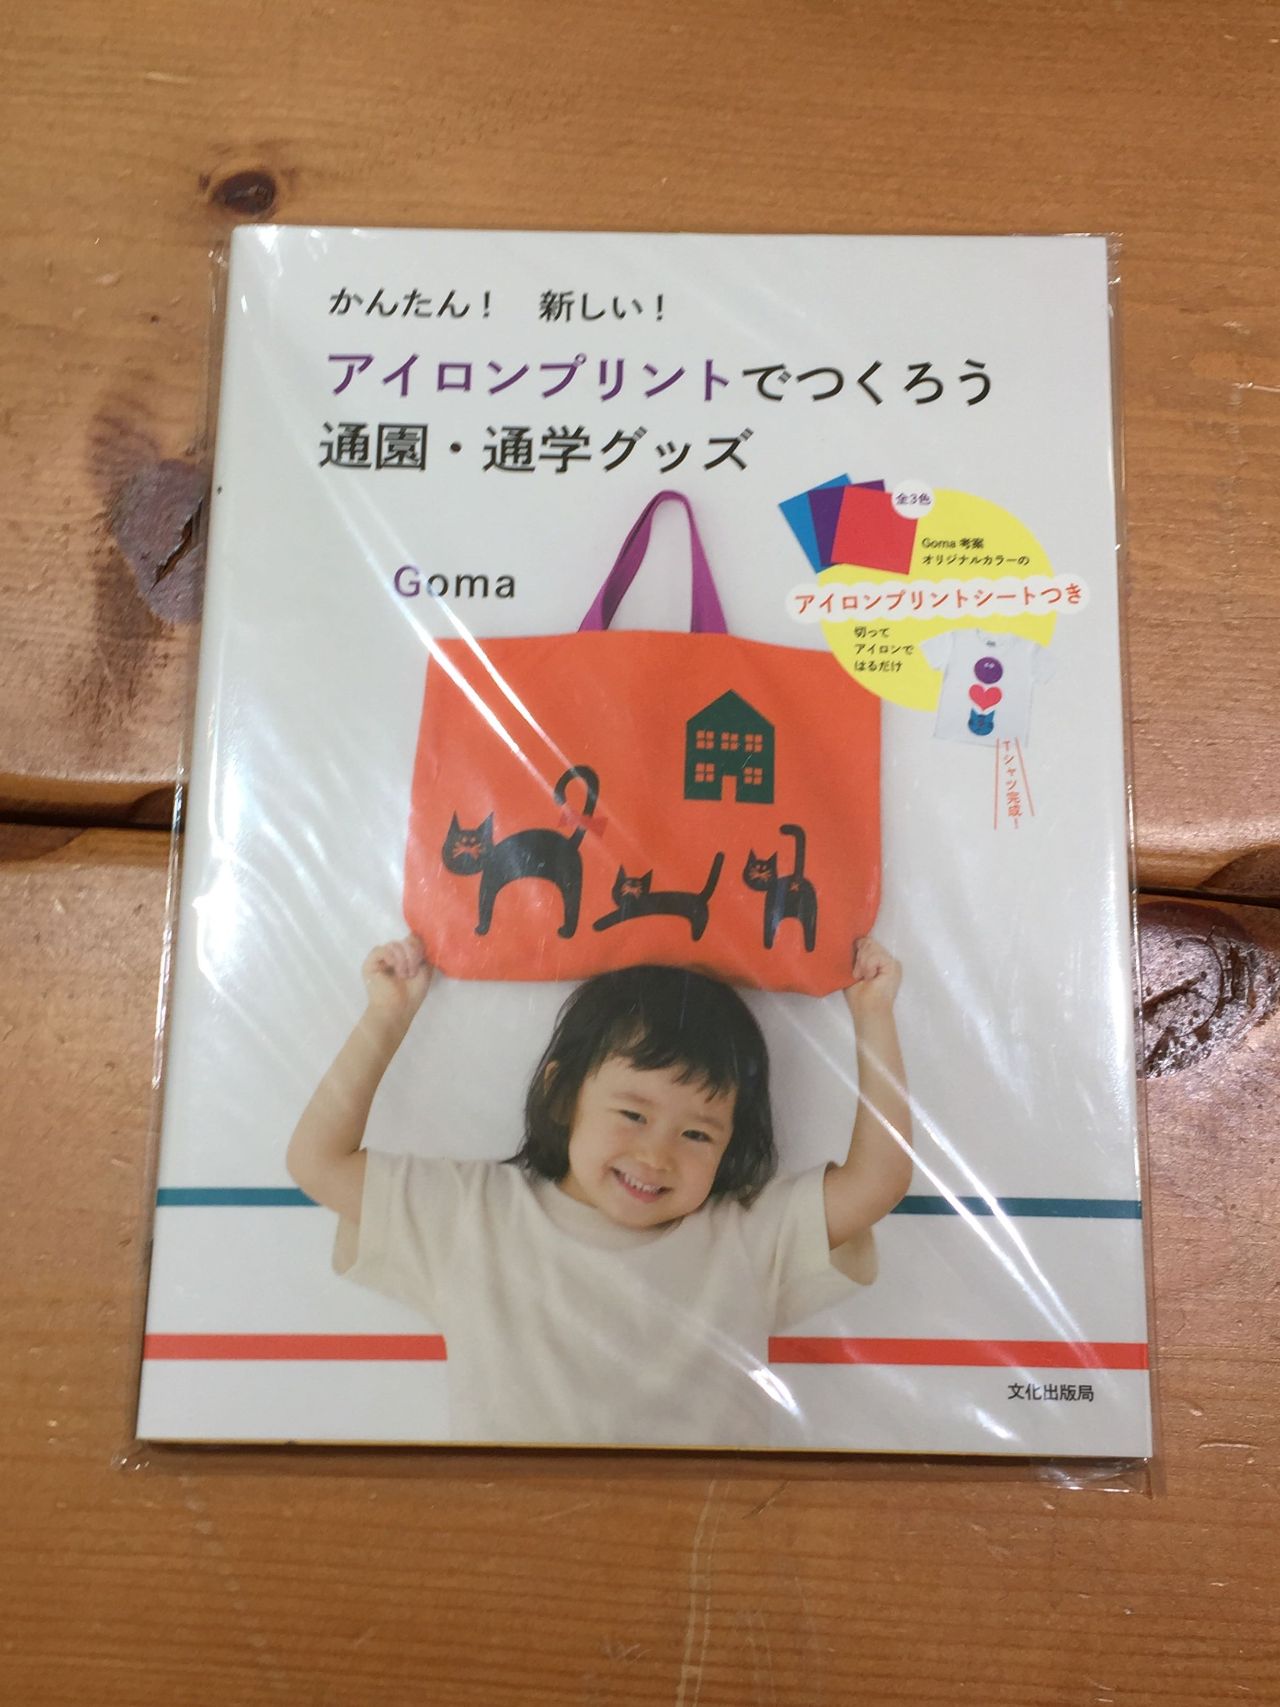 かんたん！　新しい！
アイロンプリントでつくろう
通園・通学グッズ
Goma
全3色
Goma 考案
オリジナルカラーの
アイロンプリントシートつき
切って
アイロンで
はるだけ
Tシャツ完成！
文化出版局